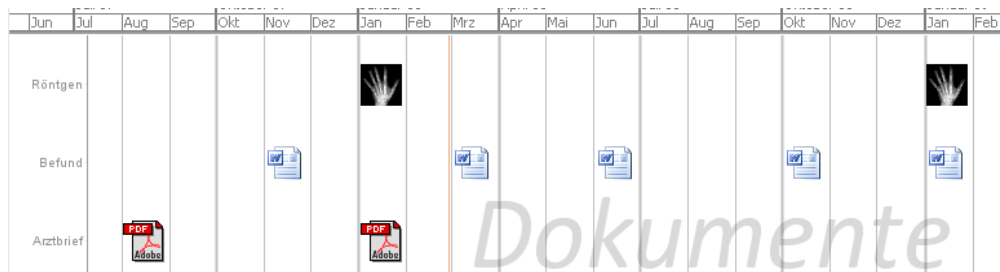 Jun Jul Aug Sep Okt Nov Dez Jan Feb Mrz Apr Mai Jun Jul Aug Sep Okt Nov Dez Jan Feb
Röntgen
Befund
W W W W W
Arztbrief
PDF PDF
Adobe Adobe
Dokumente